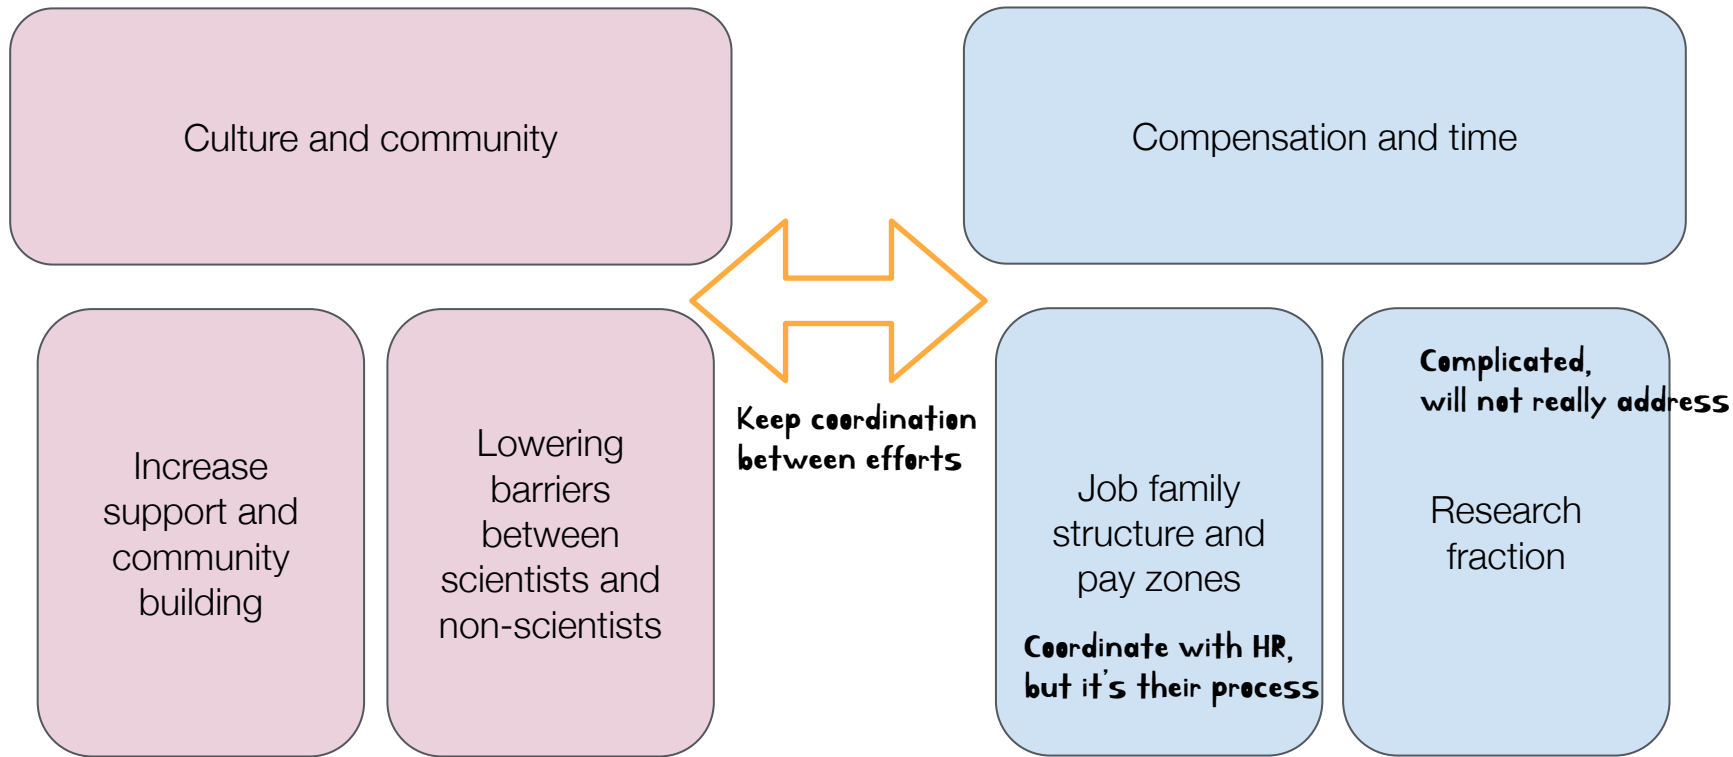 Culture and community
Compensation and time
Increase
support and
community
building
Lowering
barriers
between
scientists and
non-scientists
Keep coordination
between efforts
Job family
structure and
pay zones
Coordinate with HR,
but it's their process
Complicated,
will not really address
Research
fraction